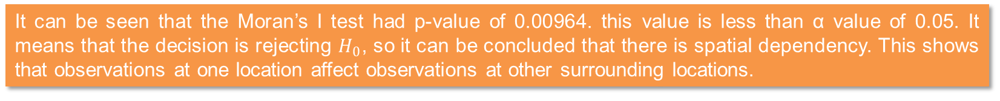 It can be seen that the Moran’s I test had p-value of 0.00964. this value is less than α value of 0.05. It
means that the decision is rejecting H₀, so it can be concluded that there is spatial dependency. This shows
that observations at one location affect observations at other surrounding locations.